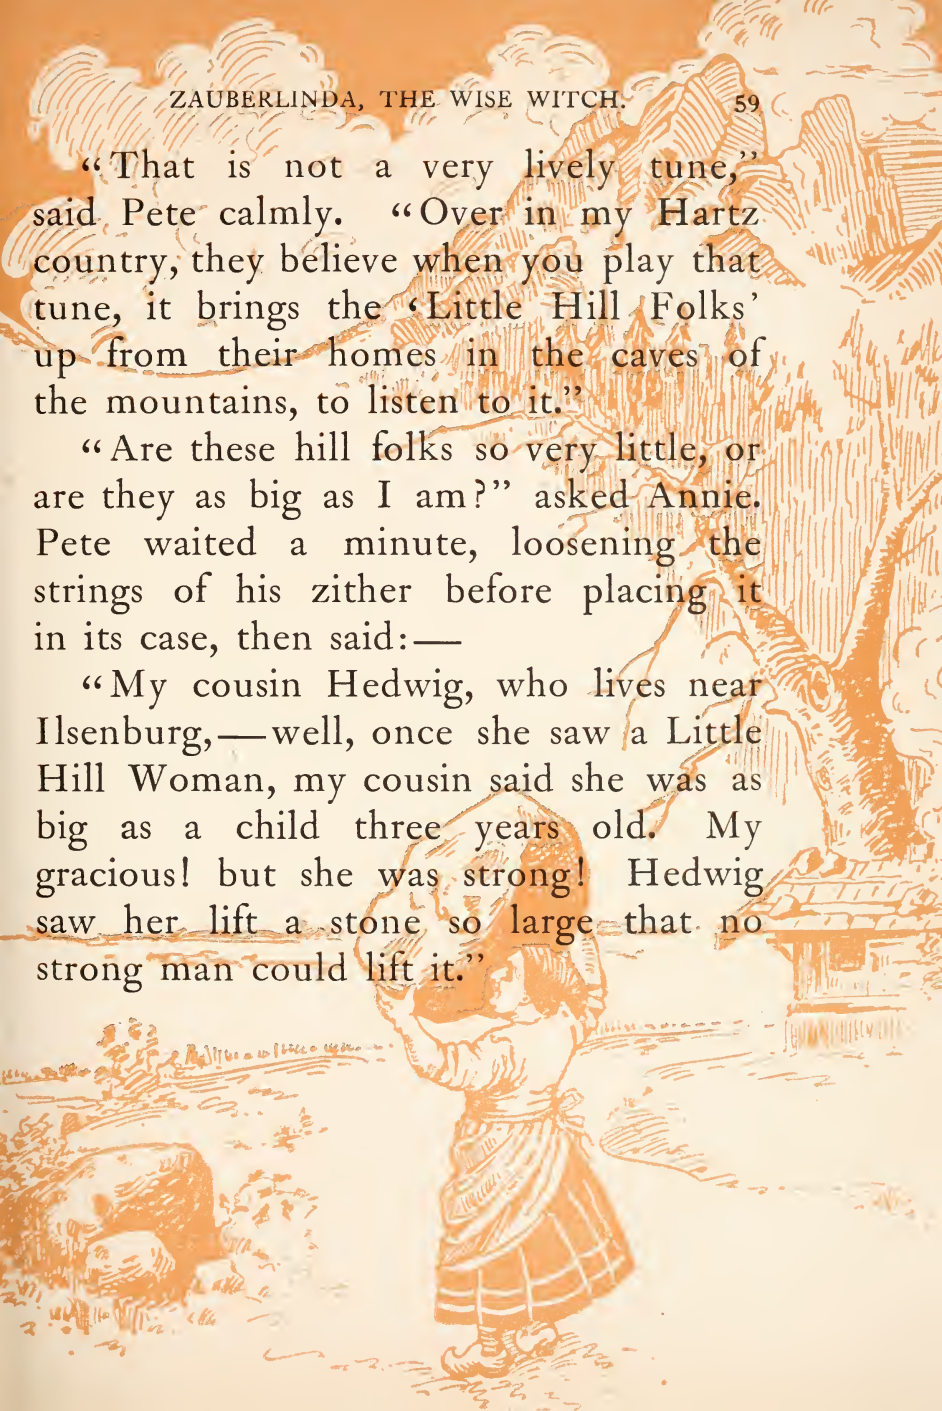 ZAUBERLINDA, THE WISE WITCH. 59
“That is not a very lively tune,”
said Pete calmly. “Over in my Hartz
country, they believe when you play that
tune, it brings the ‘Little Hill Folks’
up from their homes in the caves of
the mountains, to listen to it.”
“Are these hill folks so very little, or
are they as big as I am?” asked Annie.
Pete waited a minute, loosening the
strings of his zither before placing it
in its case, then said:—
“My cousin Hedwig, who lives near
Ilsenburg,—well, once she saw a Little
Hill Woman, my cousin said she was as
big as a child three years old. My
gracious! but she was strong! Hedwig
saw her lift a stone so large that no
strong man could lift it.”